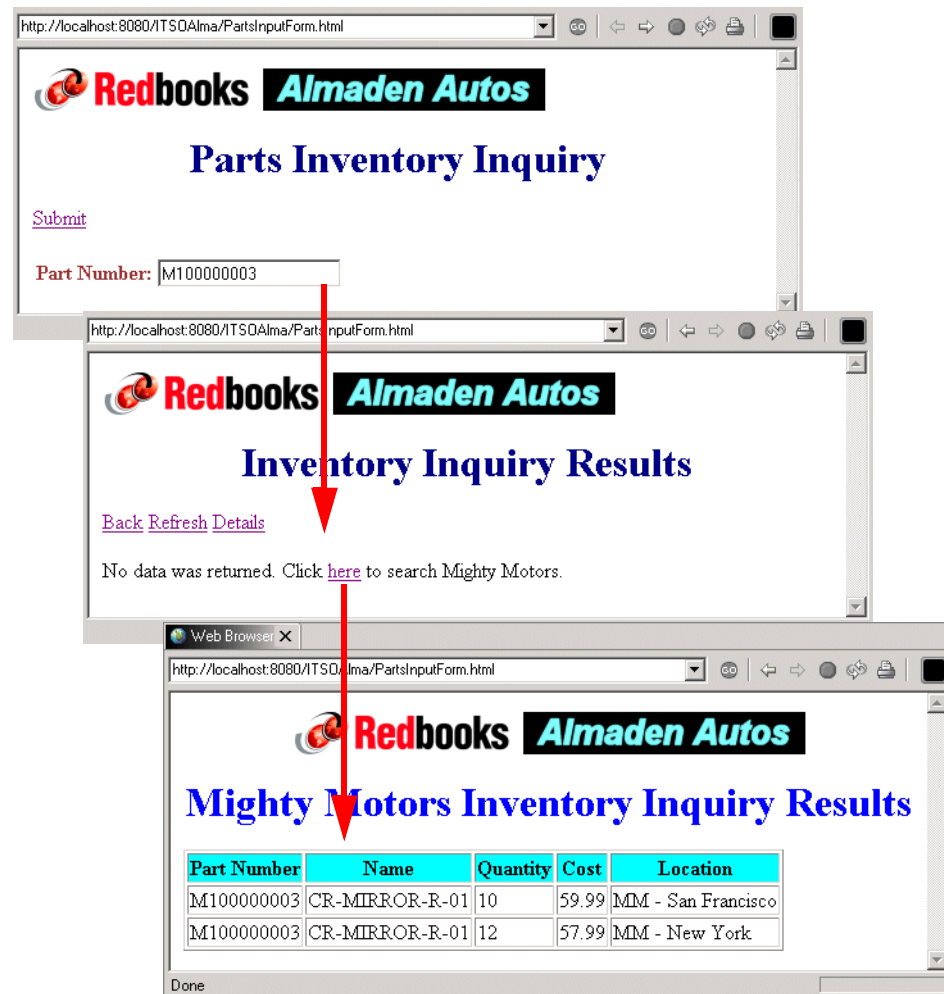 http://localhost:8080/ITSOAlma/PartsInputForm.html
GO
Redbooks Almaden Autos
Parts Inventory Inquiry
Submit
Part Number: M100000003
http://localhost:8080/ITSOAlma/PartsInputForm.html
GO
Redbooks Almaden Autos
Inventory Inquiry Results
Back Refresh Details
No data was returned. Click here to search Mighty Motors.
Web Browser
http://localhost:8080/ITSOAlma/PartsInputForm.html
GO
Redbooks Almaden Autos
Mighty Motors Inventory Inquiry Results
Part Number Name Quantity Cost Location
M100000003 CR-MIRROR-R-01 10 59.99 MM - San Francisco
M100000003 CR-MIRROR-R-01 12 57.99 MM - New York
Done